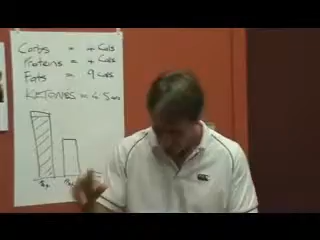 Carbs = 4 Cals
Proteins = 4 Cals
Fats = 9 Cals
KETONES = 4.5